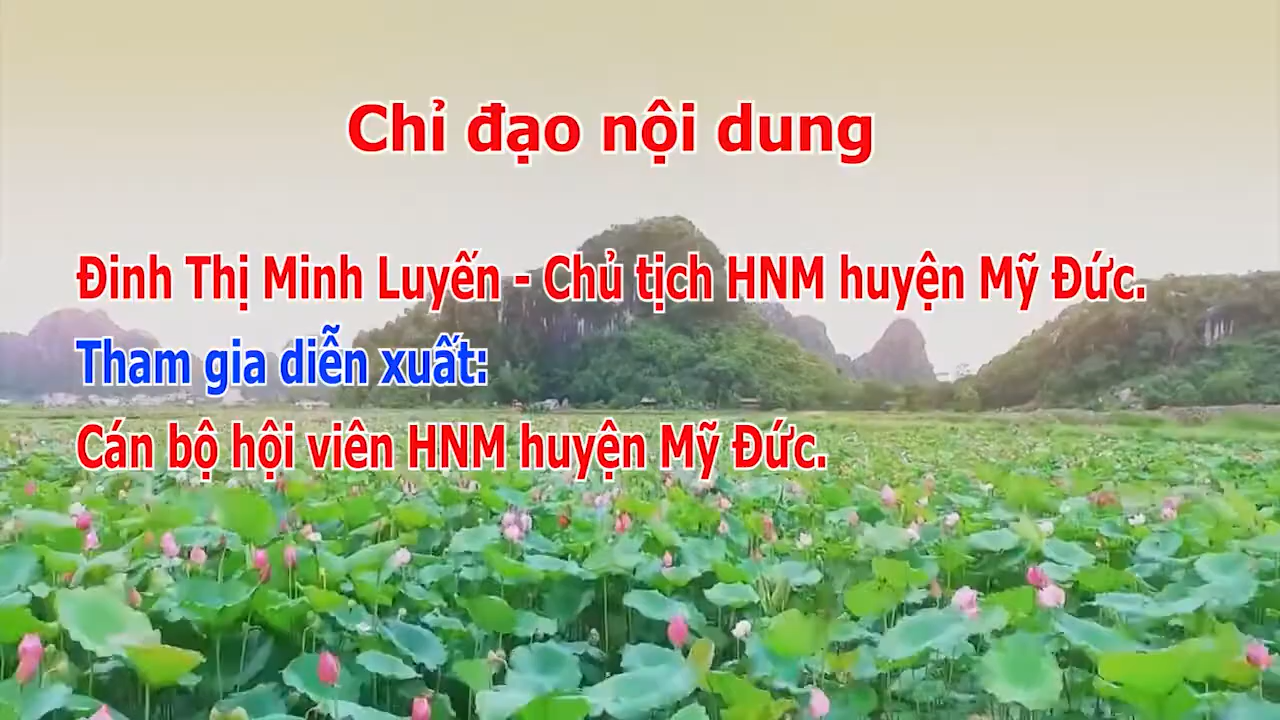 Chỉ đạo nội dung
Đinh Thị Minh Luyến - Chủ tịch HNM huyện Mỹ Đức.
Tham gia diễn xuất:
Cán bộ hội viên HNM huyện Mỹ Đức.